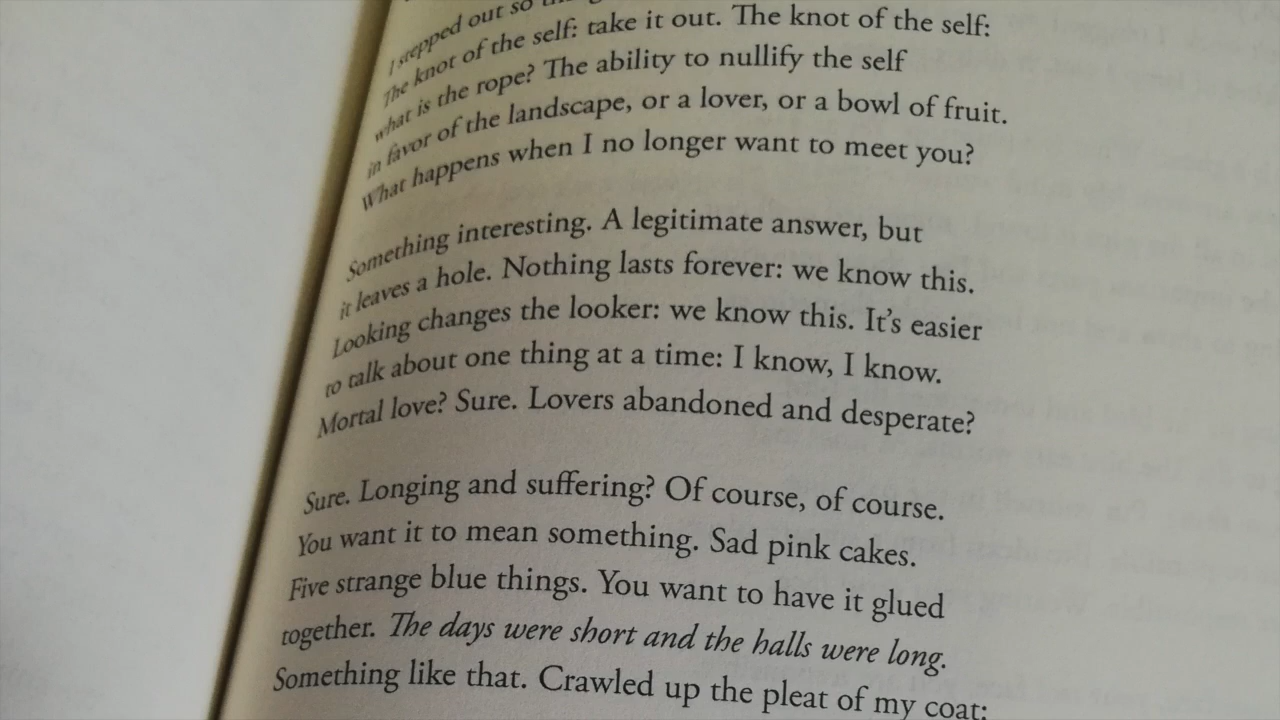 I stepped out so
The knot of the self: take it out. The knot of the self:
what is the rope? The ability to nullify the self
in favor of the landscape, or a lover, or a bowl of fruit.
What happens when I no longer want to meet you?
Something interesting. A legitimate answer, but
it leaves a hole. Nothing lasts forever: we know this.
Looking changes the looker: we know this. It’s easier
to talk about one thing at a time: I know, I know.
Mortal love? Sure. Lovers abandoned and desperate?
Sure. Longing and suffering? Of course, of course.
You want it to mean something. Sad pink cakes.
Five strange blue things. You want to have it glued
together. The days were short and the halls were long.
Something like that. Crawled up the pleat of my coat: